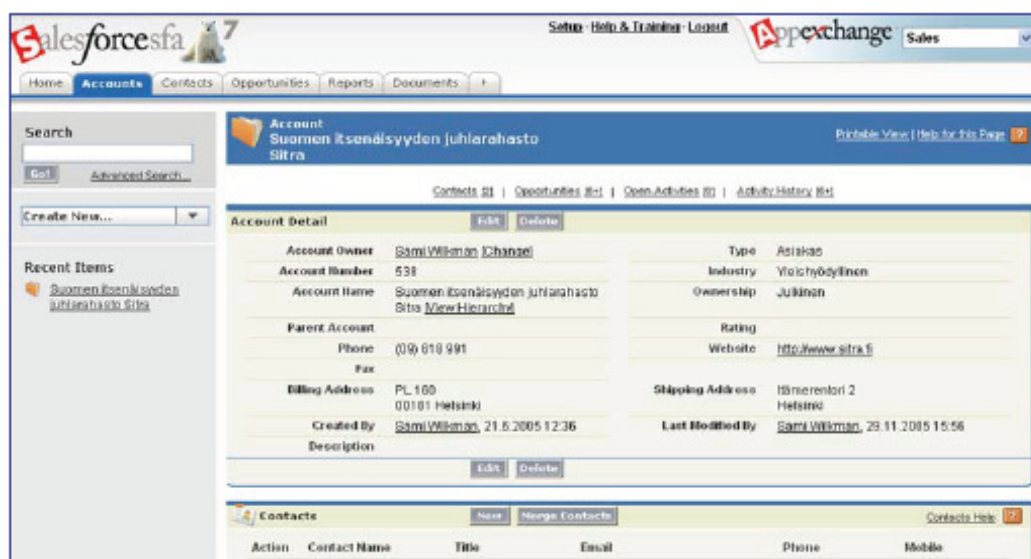 Salesforcesfa 7
Setup · Help & Training · Logout
Appexchange
Sales
Home Accounts Contacts Opportunities Reports Documents
Search
Go!
Advanced Search...
Create New...
Recent Items
Suomen itsenäisyyden
juhlarahasto Sitra
Account
Suomen itsenäisyyden juhlarahasto
Sitra
Printable View | Help for this Page ?
Contacts | Opportunities [5+] | Open Activities | Activity History [5+]
Account Detail Edit Delete
Account Owner Sami Wilkman [Change] Type Asiakas
Account Number 538 Industry Yleishyödyllinen
Account Name Suomen itsenäisyyden juhlarahasto Ownership Julkinen
Sitra [View Hierarchy]
Parent Account Rating
Phone (09) 618 991 Website http://www.sitra.fi
Fax
Billing Address PL 160 Shipping Address Itämerentori 2
00181 Helsinki Helsinki
Created By Sami Wilkman, 21.6.2005 12:36 Last Modified By Sami Wilkman, 29.11.2005 15:56
Description
Edit Delete
Contacts New Merge Contacts Contacts Help ?
Action Contact Name Title Email Phone Mobile